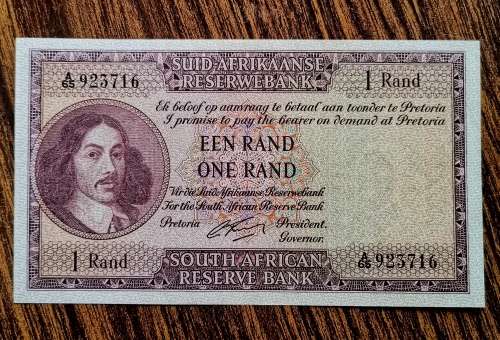 SUID-AFRIKAANSE
RESERWEBANK
A/65 923716
1 Rand
Ek beloof op aanvraag te betaal aan toonder te Pretoria
I promise to pay the bearer on demand at Pretoria
EEN RAND
ONE RAND
Vir die Suid-Afrikaanse Reserwebank
For the South African Reserve Bank
Pretoria
President.
Governor.
1 Rand
SOUTH AFRICAN
RESERVE BANK
A/65 923716